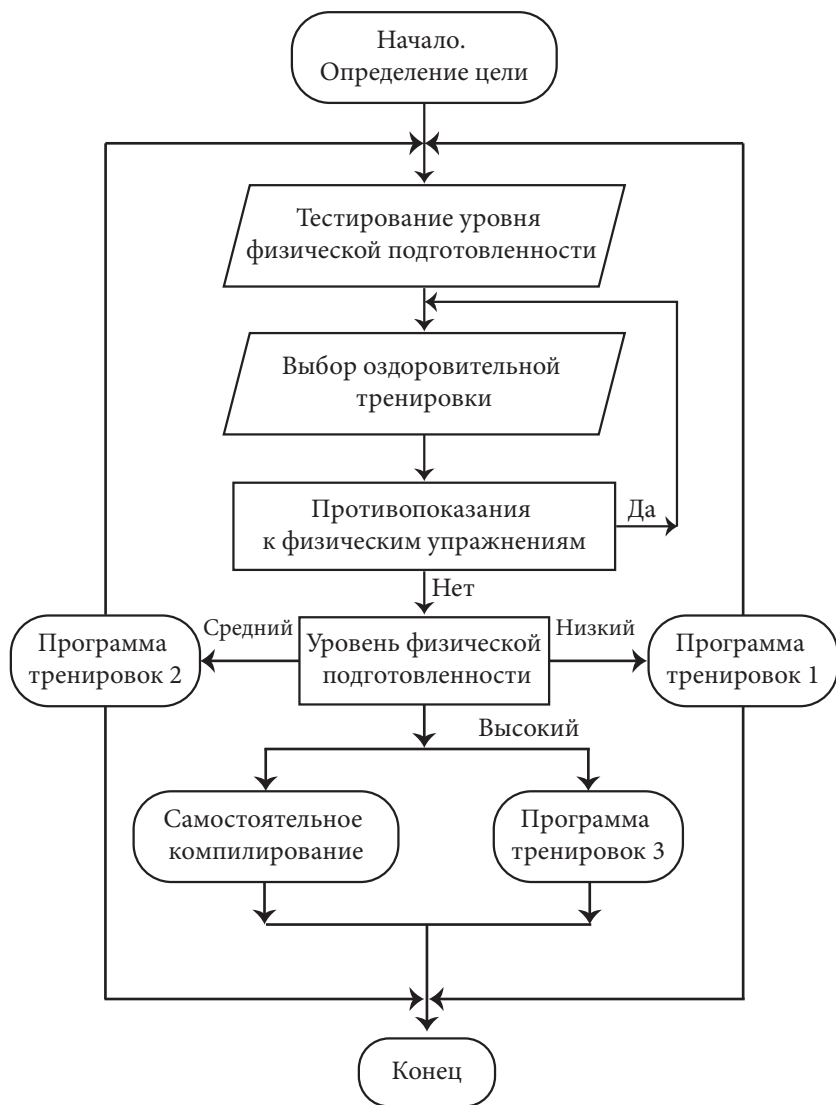 Начало.
Определение цели
Тестирование уровня
физической подготовленности
Выбор оздоровительной
тренировки
Противопоказания
к физическим упражнениям
Да
Нет
Средний
Низкий
Программа
тренировок 2
Уровень физической
подготовленности
Программа
тренировок 1
Высокий
Самостоятельное
компилирование
Программа
тренировок 3
Конец